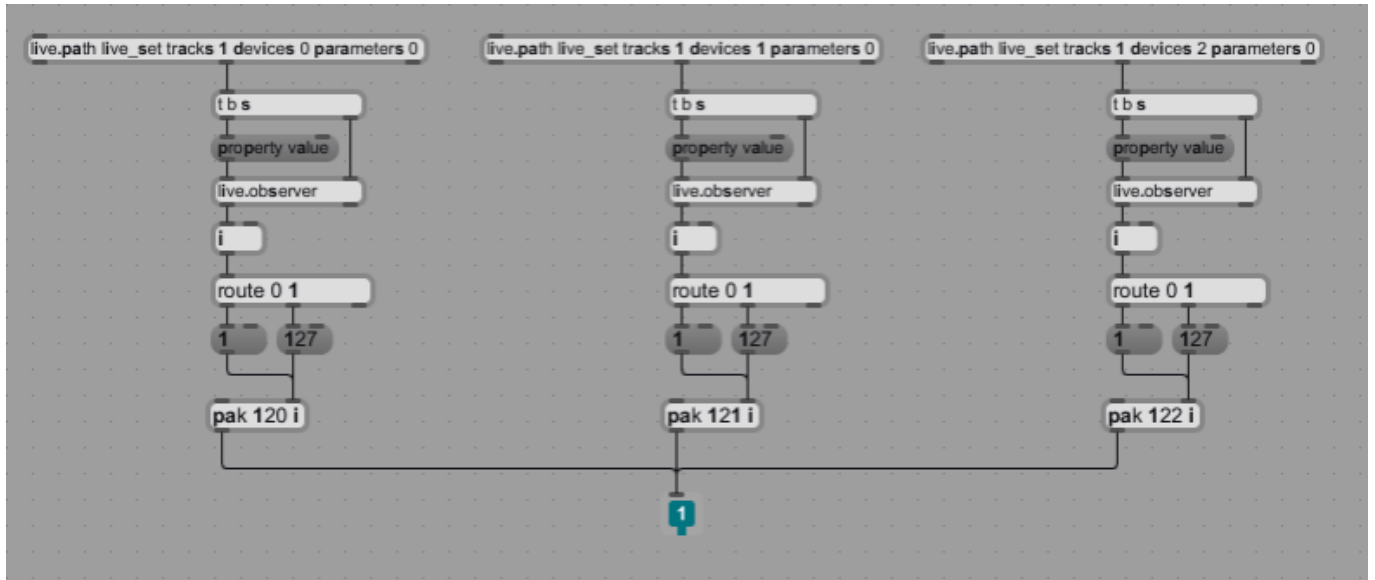 live.path live_set tracks 1 devices 0 parameters 0
live.path live_set tracks 1 devices 1 parameters 0
live.path live_set tracks 1 devices 2 parameters 0
t b s
t b s
t b s
property value
property value
property value
live.observer
live.observer
live.observer
i
i
i
route 0 1
route 0 1
route 0 1
1
127
1
127
1
127
pak 120 i
pak 121 i
pak 122 i
1